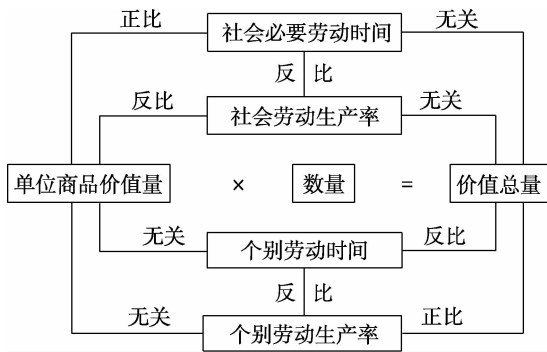 正比 社会必要劳动时间 无关
反 比
反比 社会劳动生产率 无关
单位商品价值量 × 数量 = 价值总量
无关 个别劳动时间 反比
反 比
无关 个别劳动生产率 正比